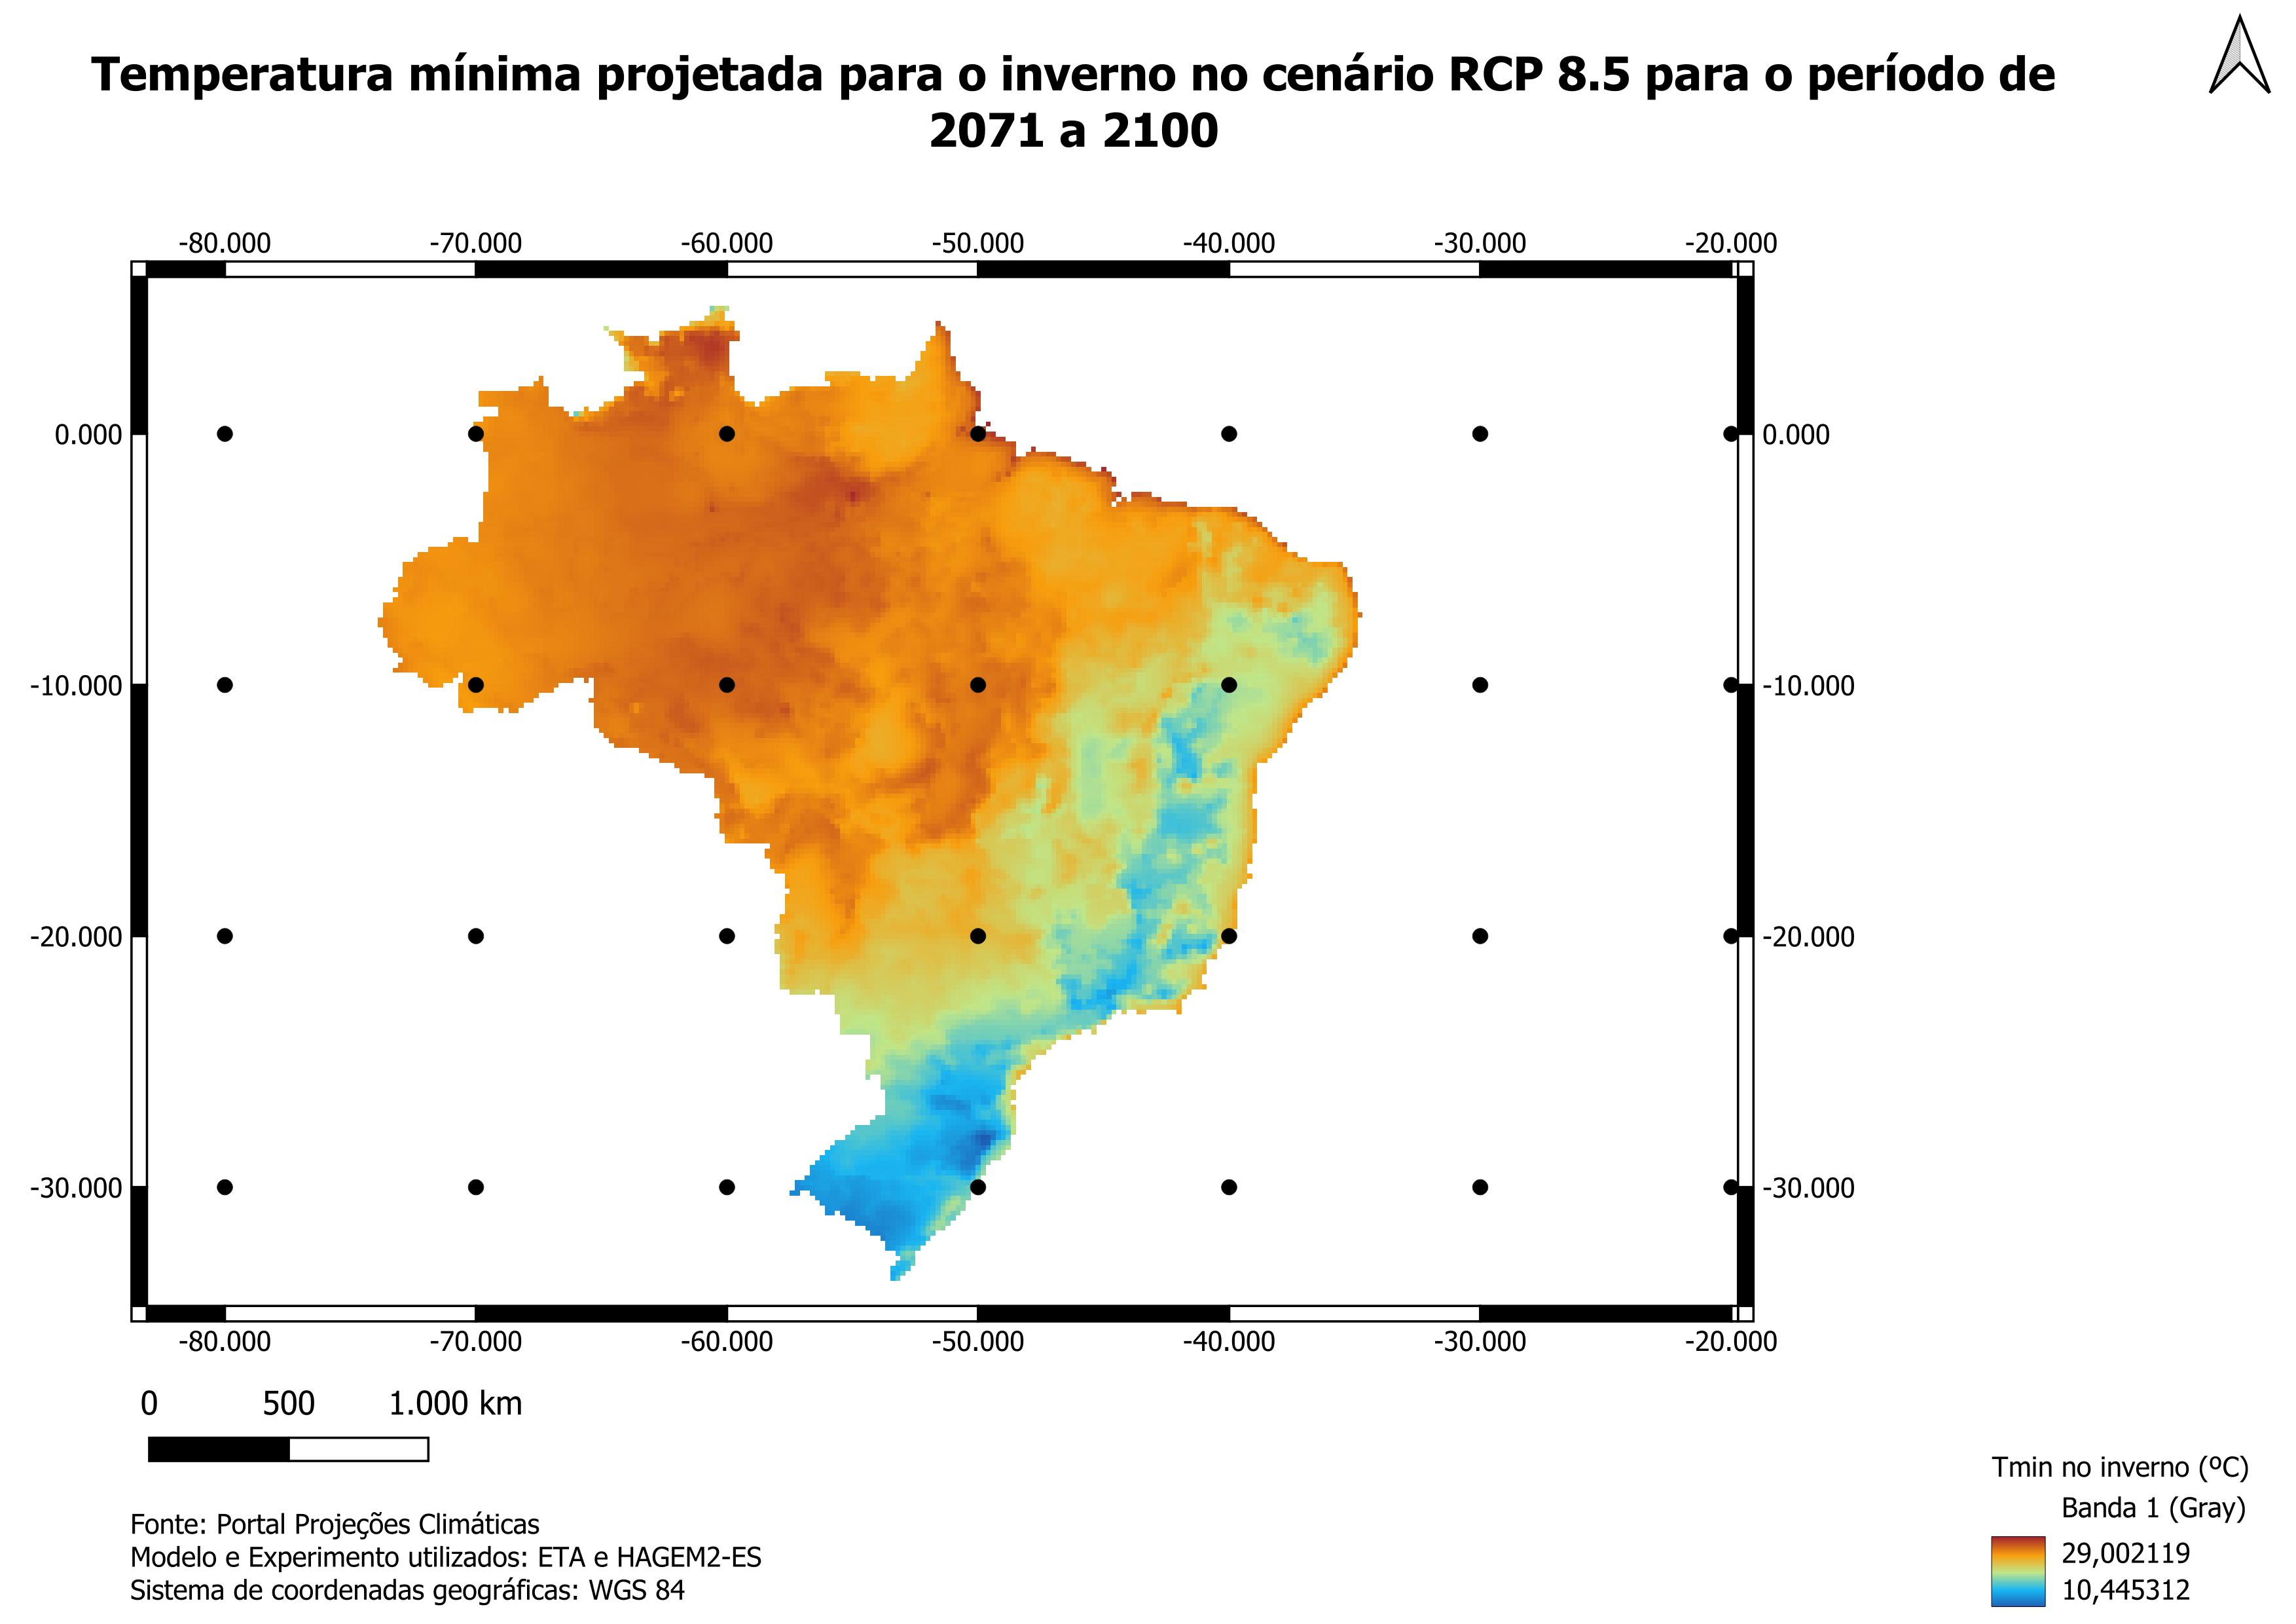 Temperatura mínima projetada para o inverno no cenário RCP 8.5 para o período de
2071 a 2100
-80.000 -70.000 -60.000 -50.000 -40.000 -30.000 -20.000
0.000 0.000
-10.000 -10.000
-20.000 -20.000
-30.000 -30.000
-80.000 -70.000 -60.000 -50.000 -40.000 -30.000 -20.000
0 500 1.000 km
Fonte: Portal Projeções Climáticas
Modelo e Experimento utilizados: ETA e HAGEM2-ES
Sistema de coordenadas geográficas: WGS 84
Tmin no inverno (ºC)
Banda 1 (Gray)
29,002119
10,445312